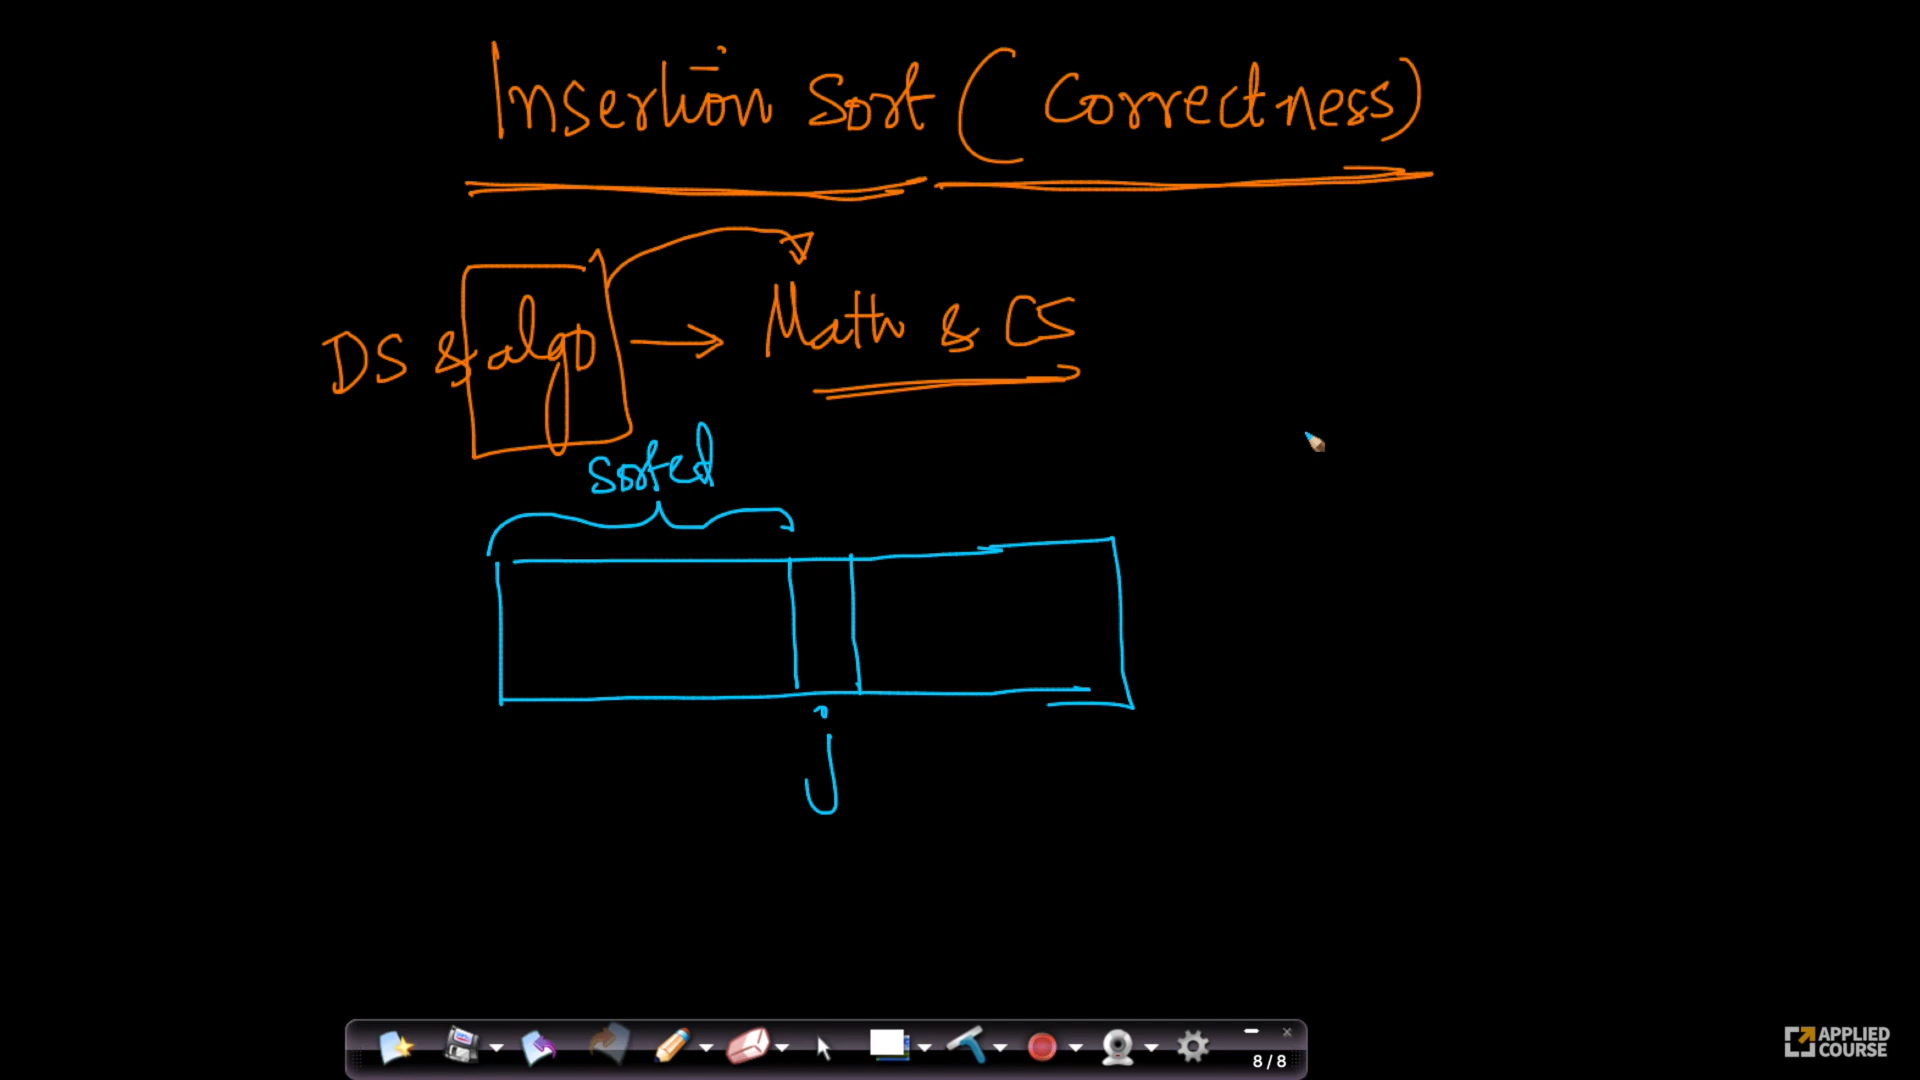 Insertion Sort (Correctness)
DS & algo → Math & CS
sorted
j
8 / 8
APPLIED
COURSE